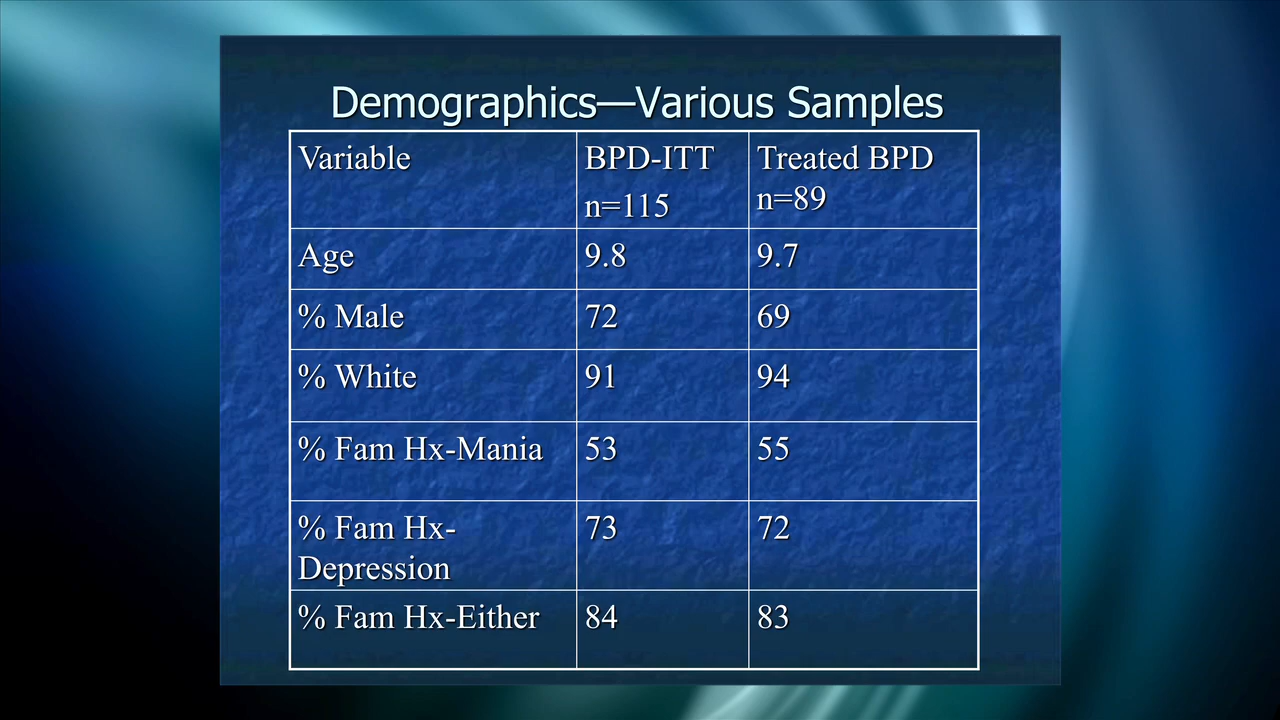 Demographics—Various Samples
Variable
BPD-ITT
n=115
Treated BPD
n=89
Age
9.8
9.7
% Male
72
69
% White
91
94
% Fam Hx-Mania
53
55
% Fam Hx-
Depression
73
72
% Fam Hx-Either
84
83